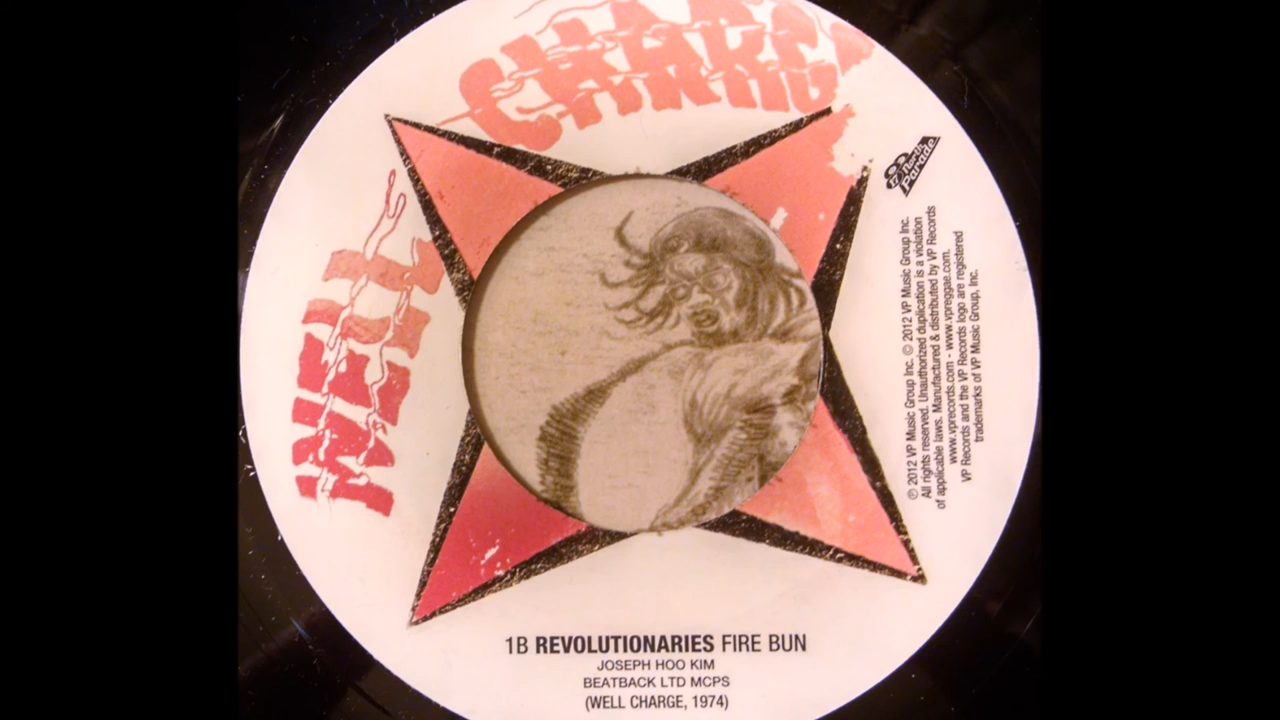 WELL CHARGE
17 North
Parade
℗ 2012 VP Music Group Inc. © 2012 VP Music Group Inc.
All rights reserved. Unauthorized duplication is a violation
of applicable laws. Manufactured & distributed by VP Records
www.vprecords.com - www.vpreggae.com.
VP Records and the VP Records logo are registered
trademarks of VP Music Group, Inc.
1B REVOLUTIONARIES FIRE BUN
JOSEPH HOO KIM
BEATBACK LTD MCPS
(WELL CHARGE, 1974)